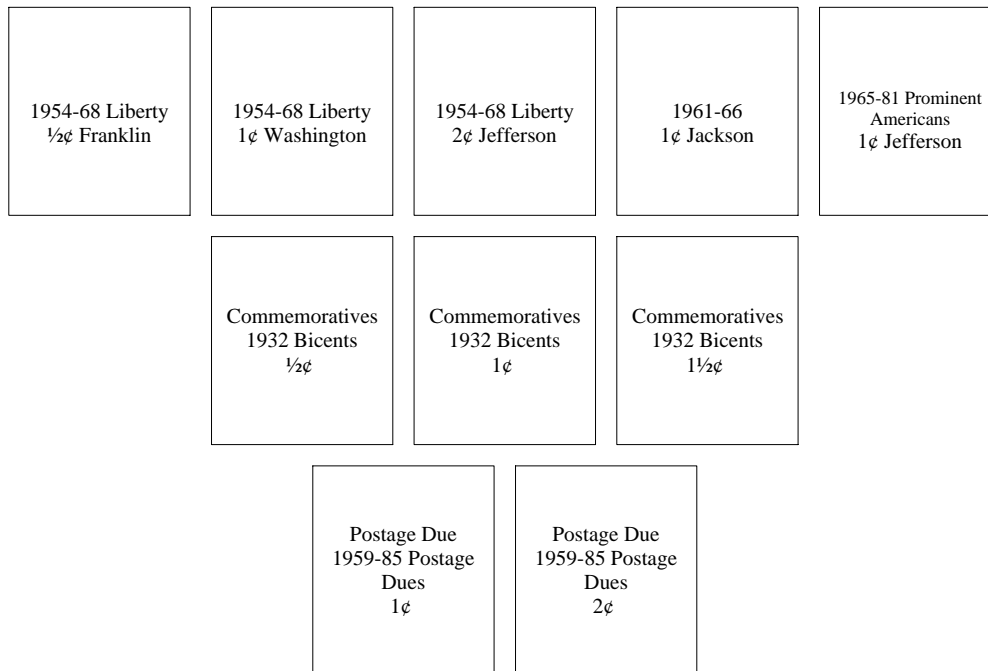 1954-68 Liberty
½¢ Franklin
1954-68 Liberty
1¢ Washington
1954-68 Liberty
2¢ Jefferson
1961-66
1¢ Jackson
1965-81 Prominent
Americans
1¢ Jefferson
Commemoratives
1932 Bicents
½¢
Commemoratives
1932 Bicents
1¢
Commemoratives
1932 Bicents
1½¢
Postage Due
1959-85 Postage
Dues
1¢
Postage Due
1959-85 Postage
Dues
2¢